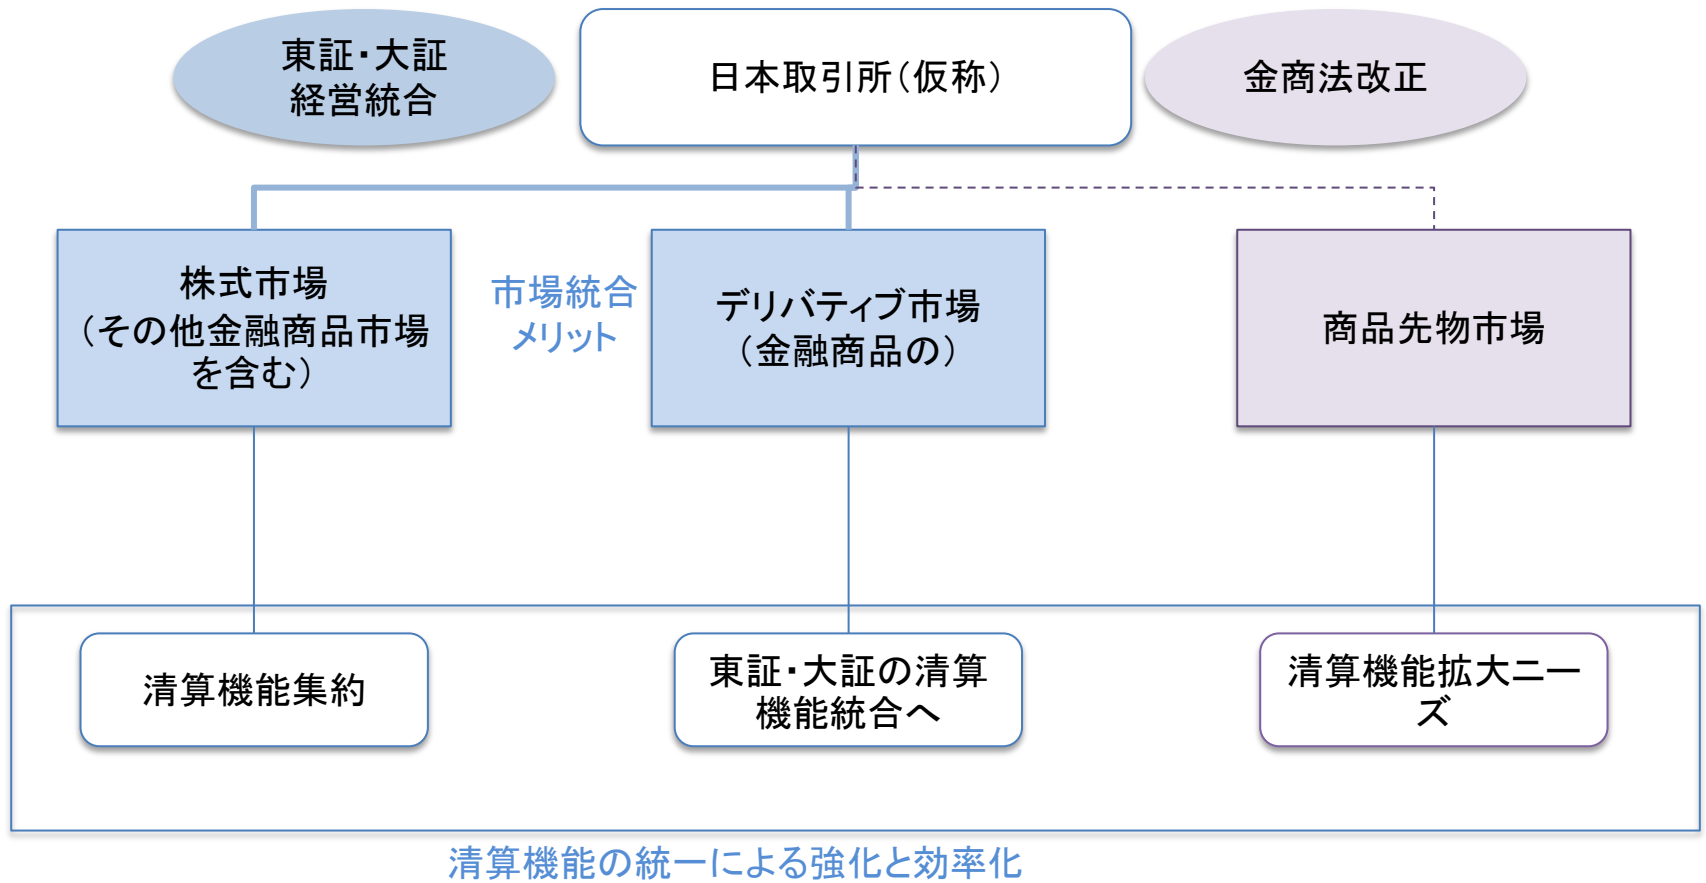 東証・大証
経営統合
日本取引所（仮称）
金商法改正
株式市場
（その他金融商品市場
を含む）
市場統合
メリット
デリバティブ市場
（金融商品の）
商品先物市場
清算機能集約
東証・大証の清算
機能統合へ
清算機能拡大ニー
ズ
清算機能の統一による強化と効率化